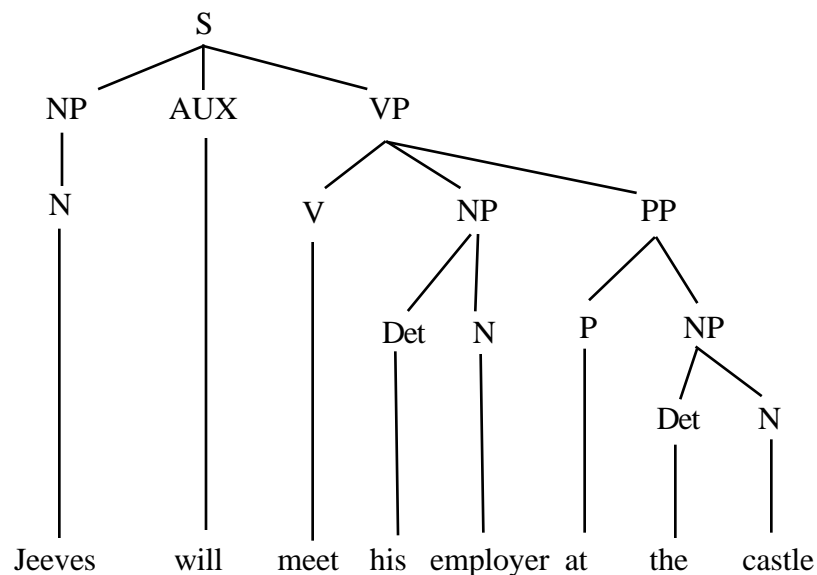 S
NP AUX VP
N V NP PP
Det N P NP
Det N
Jeeves will meet his employer at the castle